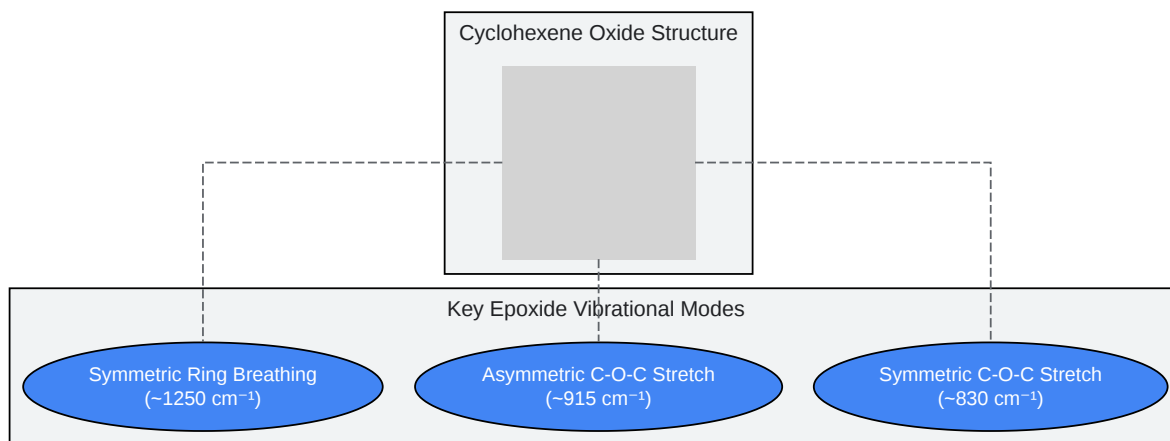 Cyclohexene Oxide Structure
Key Epoxide Vibrational Modes
Symmetric Ring Breathing
(~1250 cm⁻¹)
Asymmetric C-O-C Stretch
(~915 cm⁻¹)
Symmetric C-O-C Stretch
(~830 cm⁻¹)